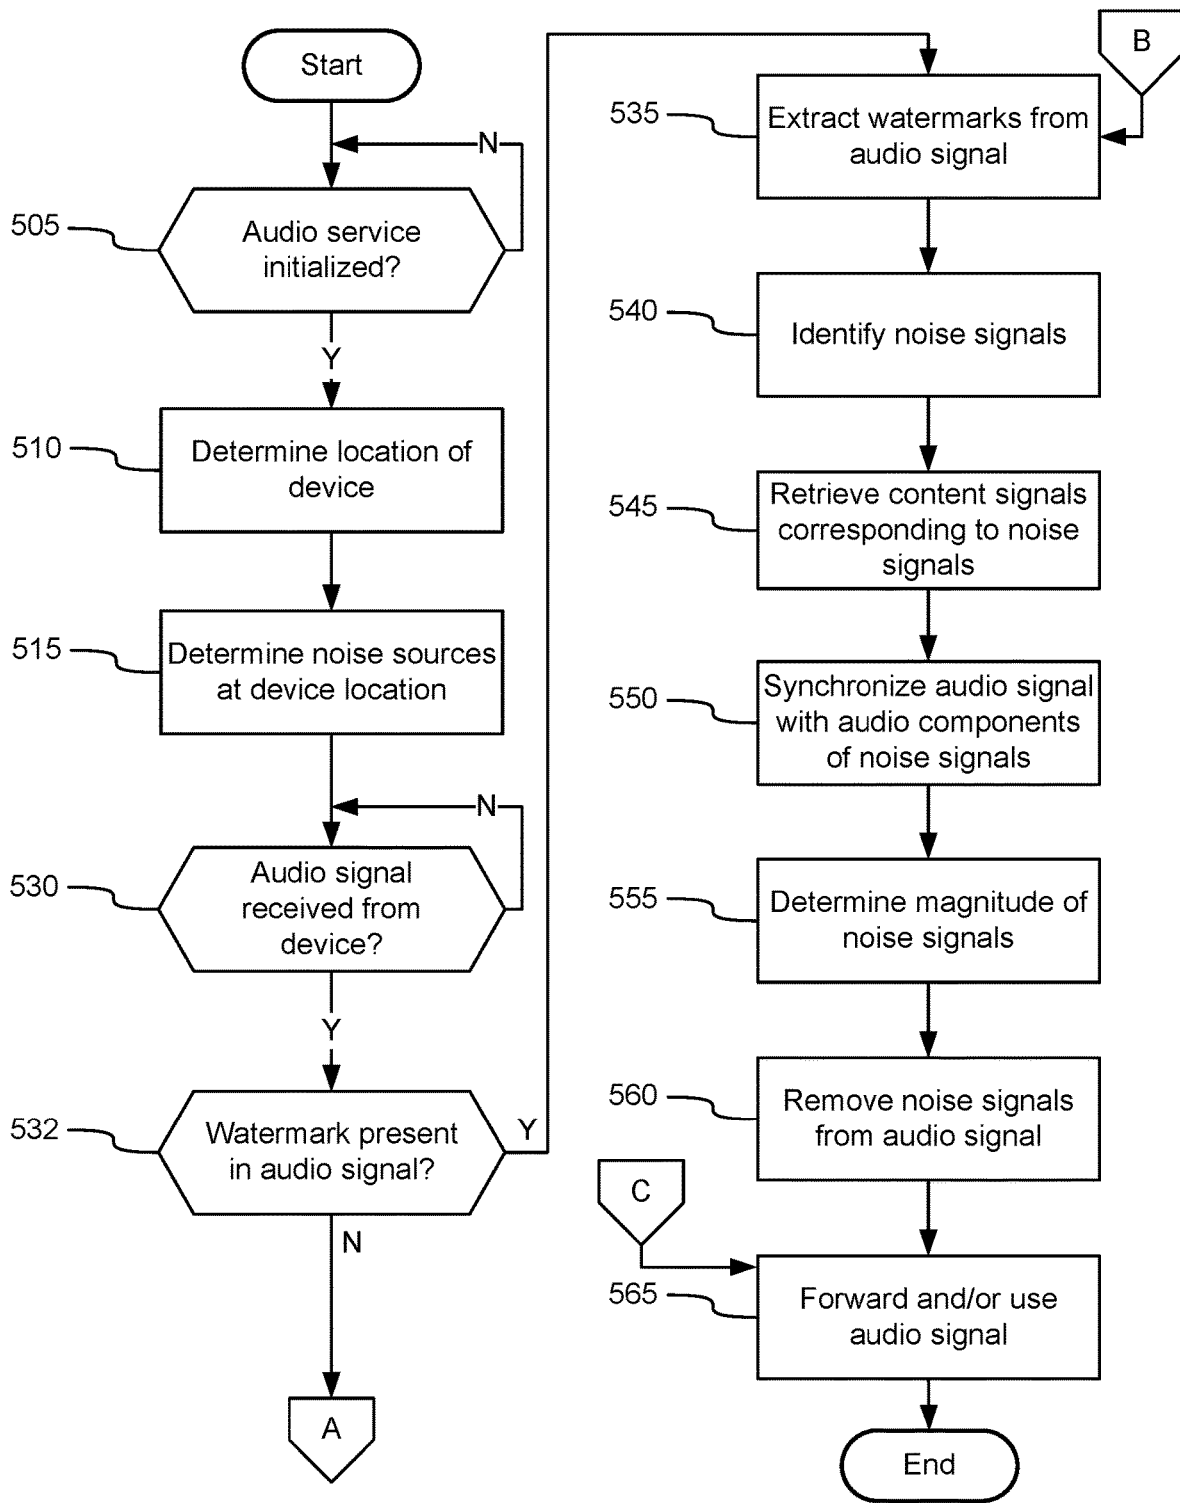 Start
N
505
Audio service
initialized?
Y
510
Determine location of
device
515
Determine noise sources
at device location
N
530
Audio signal
received from
device?
Y
532
Watermark present
in audio signal?
Y
N
A
B
535
Extract watermarks from
audio signal
540
Identify noise signals
545
Retrieve content signals
corresponding to noise
signals
550
Synchronize audio signal
with audio components
of noise signals
555
Determine magnitude of
noise signals
560
Remove noise signals
from audio signal
C
565
Forward and/or use
audio signal
End